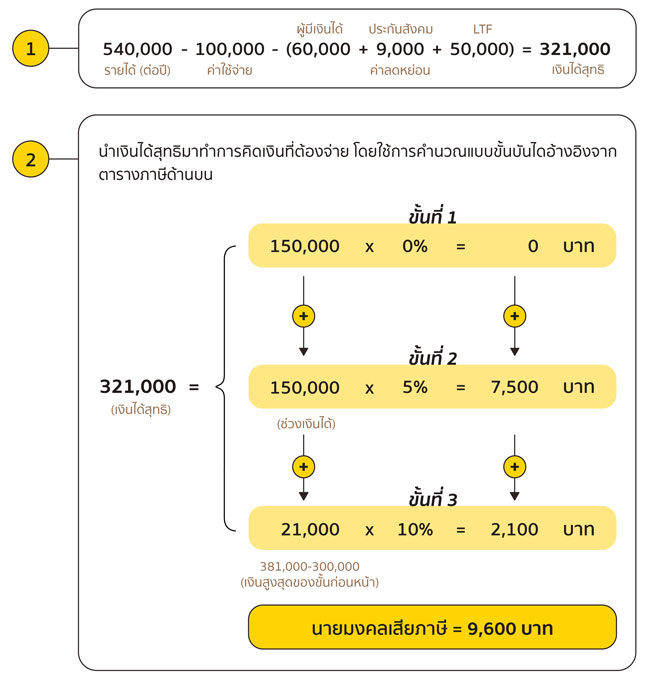 1
ผู้มีเงินได้ ประกันสังคม LTF
540,000 - 100,000 - (60,000 + 9,000 + 50,000) = 321,000
รายได้ (ต่อปี) ค่าใช้จ่าย ค่าลดหย่อน เงินได้สุทธิ
2
นำเงินได้สุทธิมาทำการคิดเงินที่ต้องจ่าย โดยใช้การคำนวณแบบขั้นบันไดอ้างอิงจาก
ตารางภาษีด้านบน
ขั้นที่ 1
150,000 x 0% = 0 บาท
+ +
ขั้นที่ 2
321,000 = 150,000 x 5% = 7,500 บาท
(เงินได้สุทธิ) (ช่วงเงินได้)
+ +
ขั้นที่ 3
21,000 x 10% = 2,100 บาท
381,000-300,000
(เงินสูงสุดของขั้นก่อนหน้า)
นายมงคลเสียภาษี = 9,600 บาท